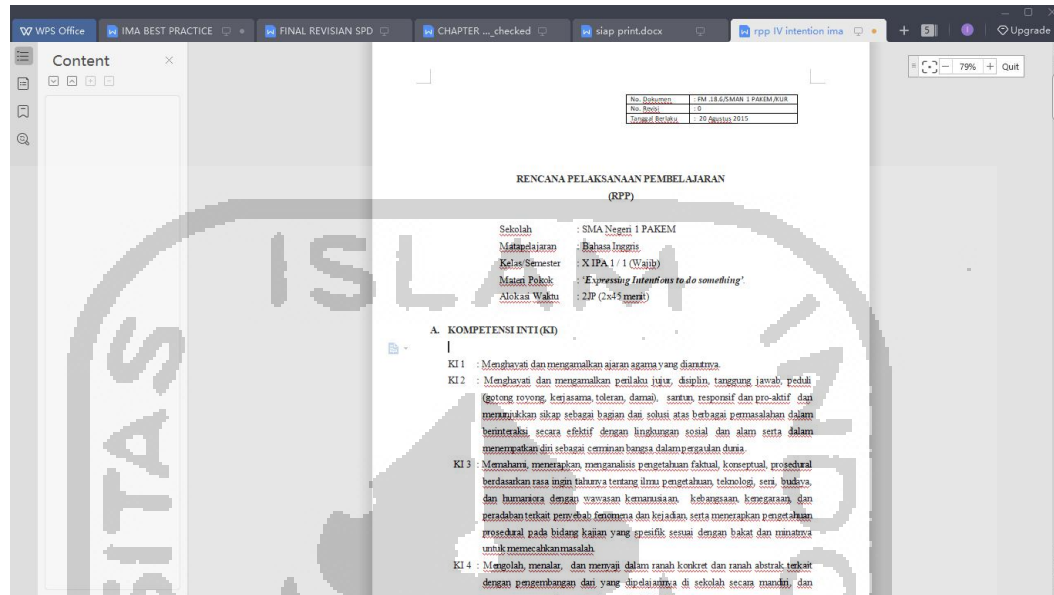 WPS Office IMA BEST PRACTICE FINAL REVISIAN SPD CHAPTER ..._checked siap print.docx rpp IV intention ima + 5 I Upgrade
Content
79% Quit
No. Dokumen : FM .18.6/SMAN 1 PAKEM/KUR
No. Revisi : 0
Tanggal Berlaku : 20 Agustus 2015
RENCANA PELAKSANAAN PEMBELAJARAN
(RPP)
Sekolah : SMA Negeri 1 PAKEM
Matapelajaran : Bahasa Inggris
Kelas/Semester : X IPA 1 / 1 (Wajib)
Materi Pokok : 'Expressing Intentions to do something'.
Alokasi Waktu : 2JP (2x45 menit)
A. KOMPETENSI INTI (KI)
KI 1 : Menghayati dan mengamalkan ajaran agama yang dianutnya.
KI 2 : Menghayati dan mengamalkan perilaku jujur, disiplin, tanggung jawab, peduli
(gotong royong, kerjasama, toleran, damai), santun, responsif dan pro-aktif dan
menunjukkan sikap sebagai bagian dari solusi atas berbagai permasalahan dalam
berinteraksi secara efektif dengan lingkungan sosial dan alam serta dalam
menempatkan diri sebagai cerminan bangsa dalam pergaulan dunia.
KI 3 : Memahami, menerapkan, menganalisis pengetahuan faktual, konseptual, prosedural
berdasarkan rasa ingin tahunya tentang ilmu pengetahuan, teknologi, seni, budaya,
dan humaniora dengan wawasan kemanusiaan, kebangsaan, kenegaraan, dan
peradaban terkait penyebab fenomena dan kejadian, serta menerapkan pengetahuan
prosedural pada bidang kajian yang spesifik sesuai dengan bakat dan minatnya
untuk memecahkan masalah.
KI 4 : Mengolah, menalar, dan menyaji dalam ranah konkret dan ranah abstrak terkait
dengan pengembangan dari yang dipelajarinya di sekolah secara mandiri, dan
ISLAM
SITAS